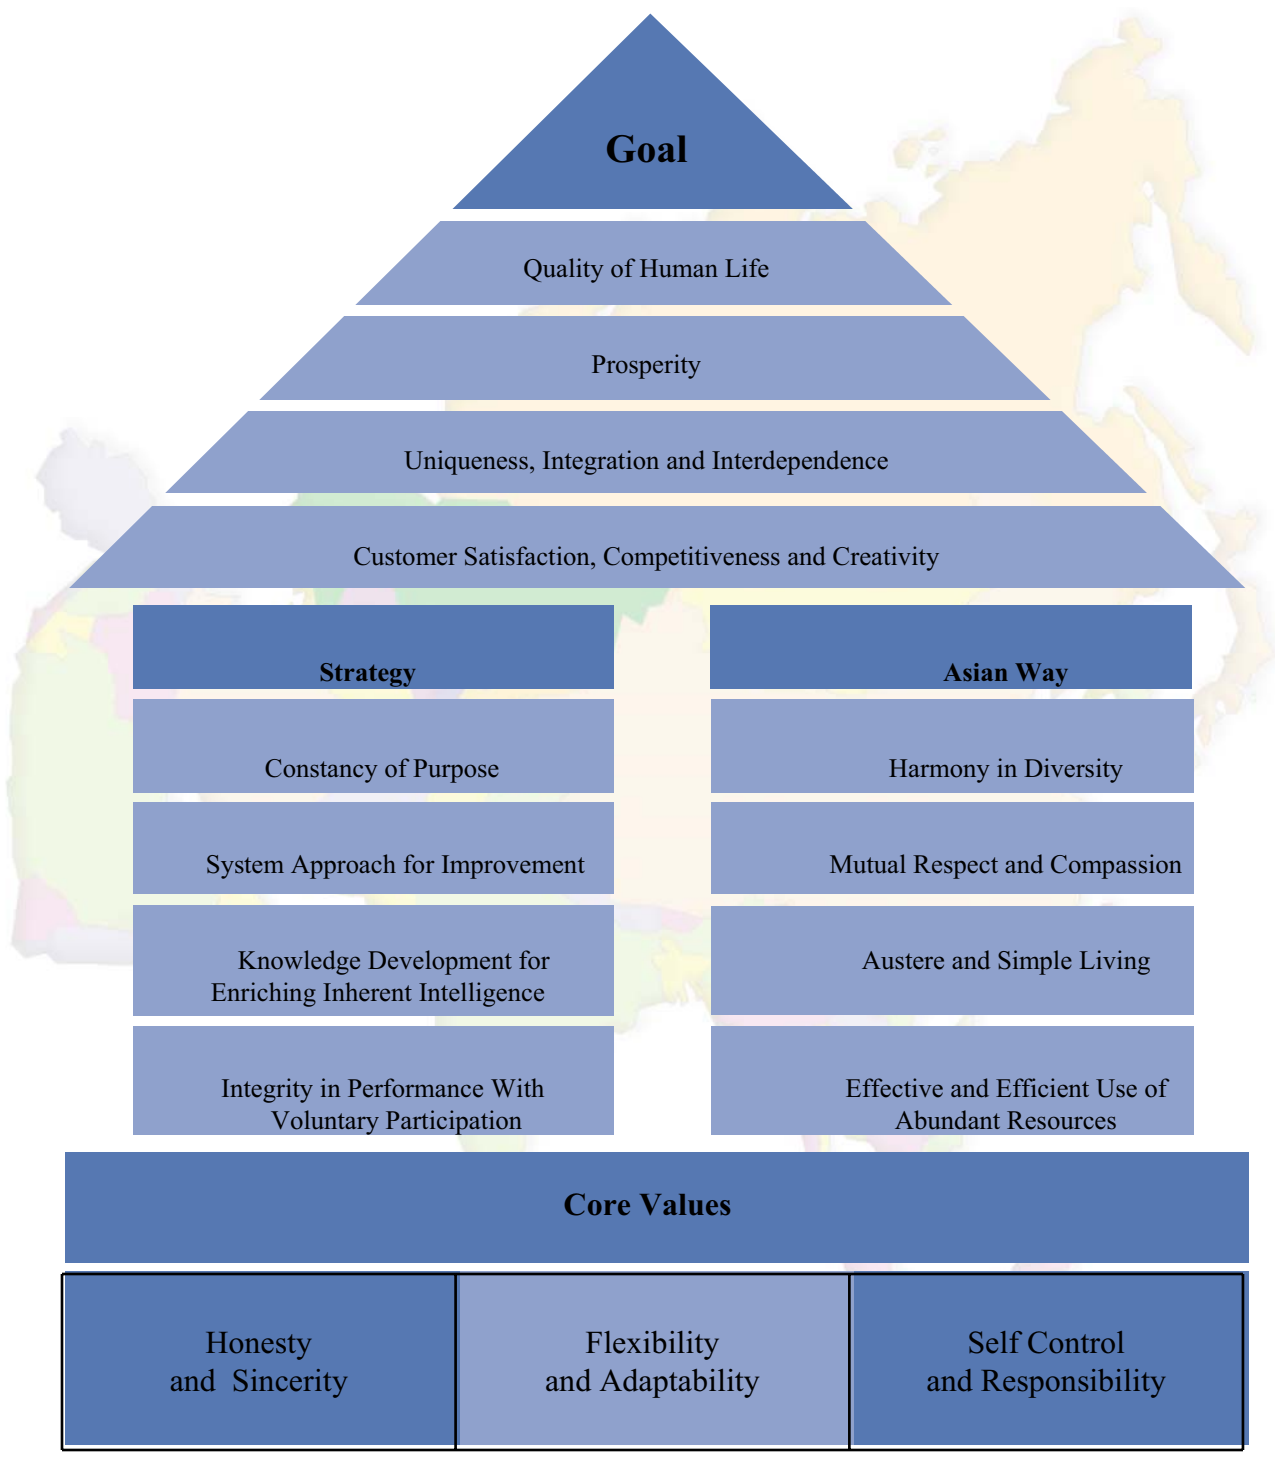 Goal
Quality of Human Life
Prosperity
Uniqueness, Integration and Interdependence
Customer Satisfaction, Competitiveness and Creativity
Strategy
Constancy of Purpose
System Approach for Improvement
Knowledge Development for
Enriching Inherent Intelligence
Integrity in Performance With
Voluntary Participation
Asian Way
Harmony in Diversity
Mutual Respect and Compassion
Austere and Simple Living
Effective and Efficient Use of
Abundant Resources
Core Values
Honesty
and Sincerity
Flexibility
and Adaptability
Self Control
and Responsibility